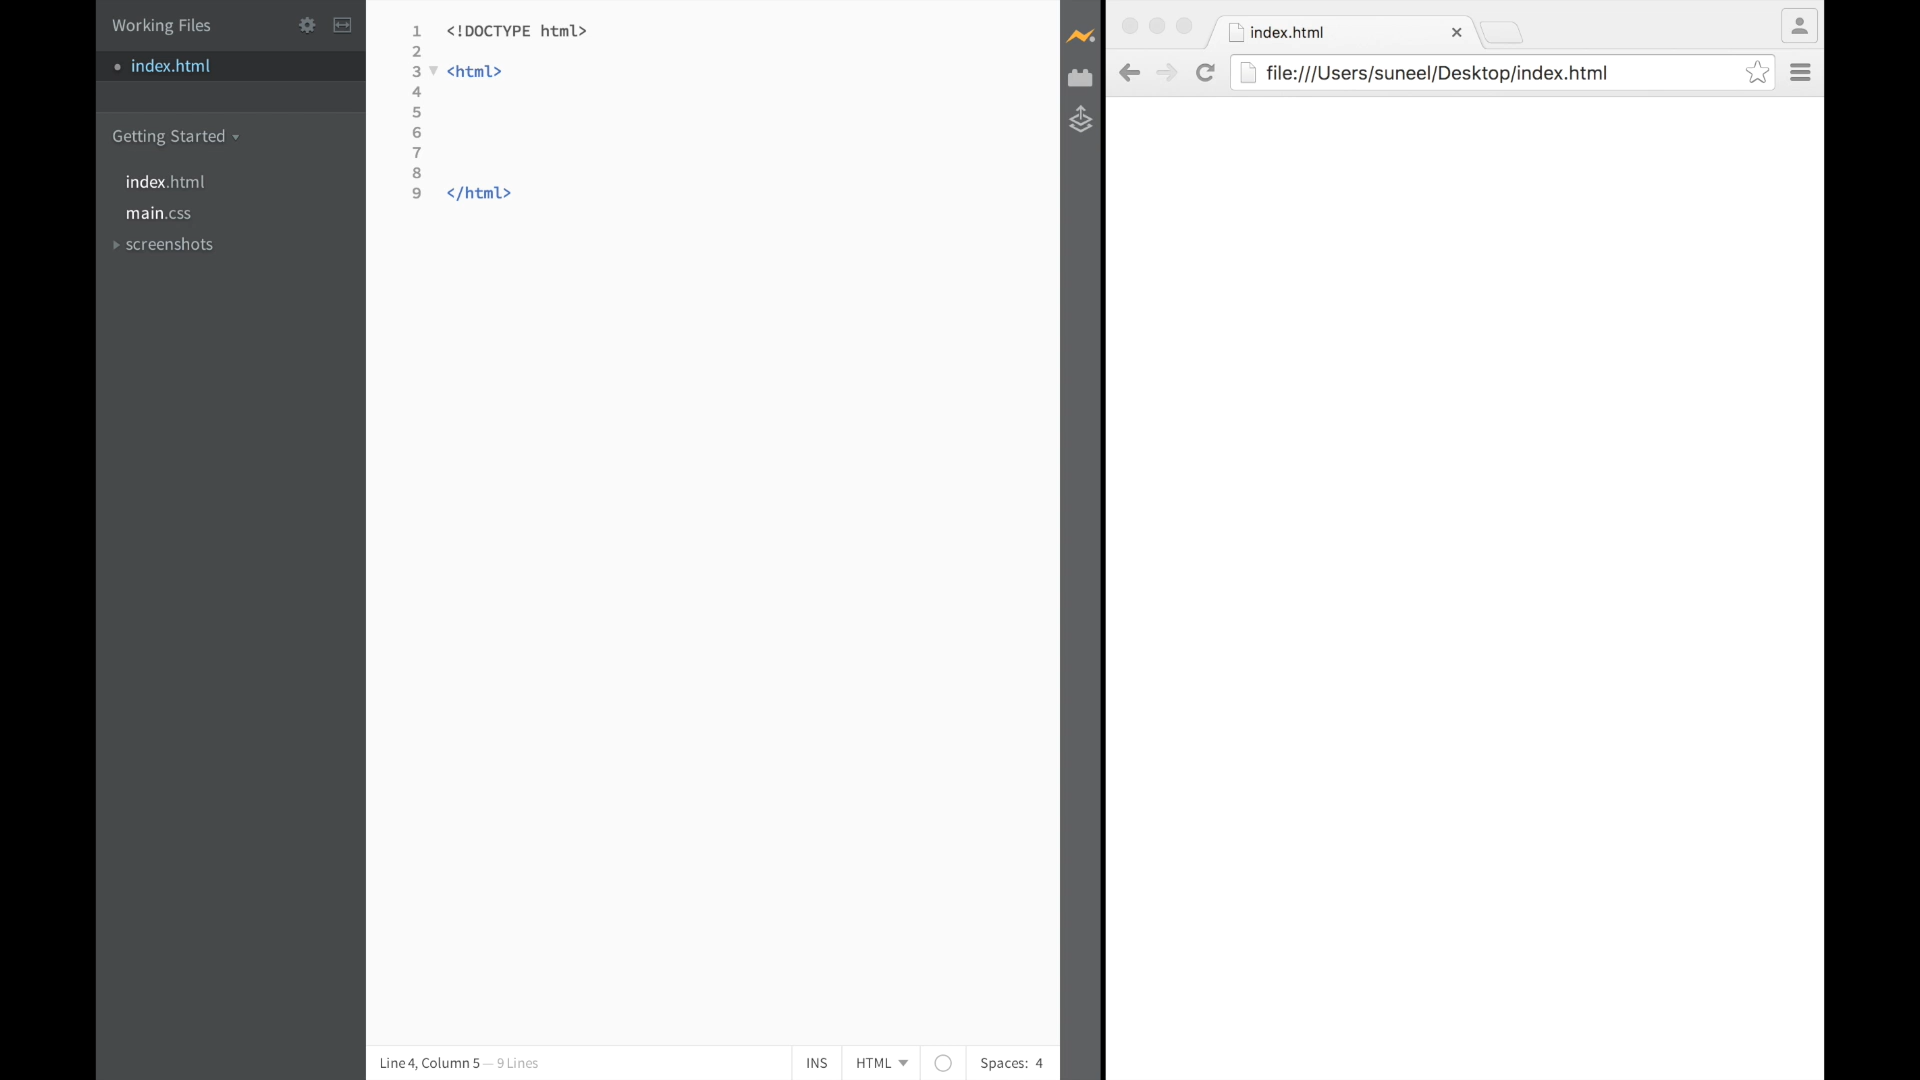 Working Files
index.html
Getting Started
index.html
main.css
screenshots
1 <!DOCTYPE html>
2
3 <html>
4
5
6
7
8
9 </html>
Line 4, Column 5 — 9 Lines
INS
HTML
Spaces: 4
index.html
file:///Users/suneel/Desktop/index.html